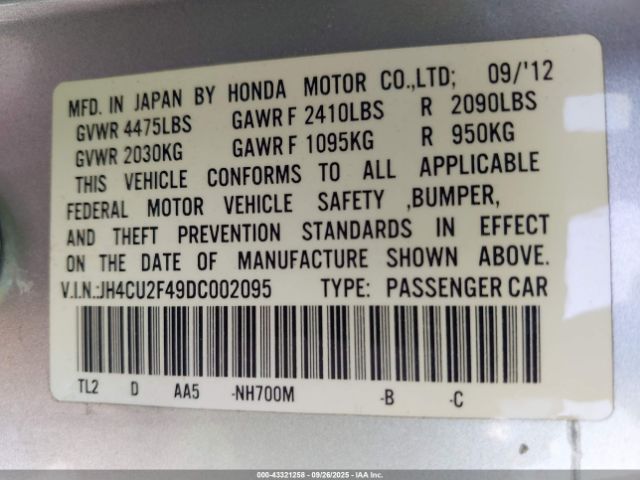 MFD. IN JAPAN BY HONDA MOTOR CO.,LTD; 09/'12
GVWR 4475LBS GAWR F 2410LBS R 2090LBS
GVWR 2030KG GAWR F 1095KG R 950KG
THIS VEHICLE CONFORMS TO ALL APPLICABLE
FEDERAL MOTOR VEHICLE SAFETY ,BUMPER,
AND THEFT PREVENTION STANDARDS IN EFFECT
ON THE DATE OF MANUFACTURE SHOWN ABOVE.
V.I.N.:JH4CU2F49DC002095 TYPE: PASSENGER CAR
TL2 D AA5 -NH700M -B -C
000-43321258 - 09/26/2025 - IAA Inc.